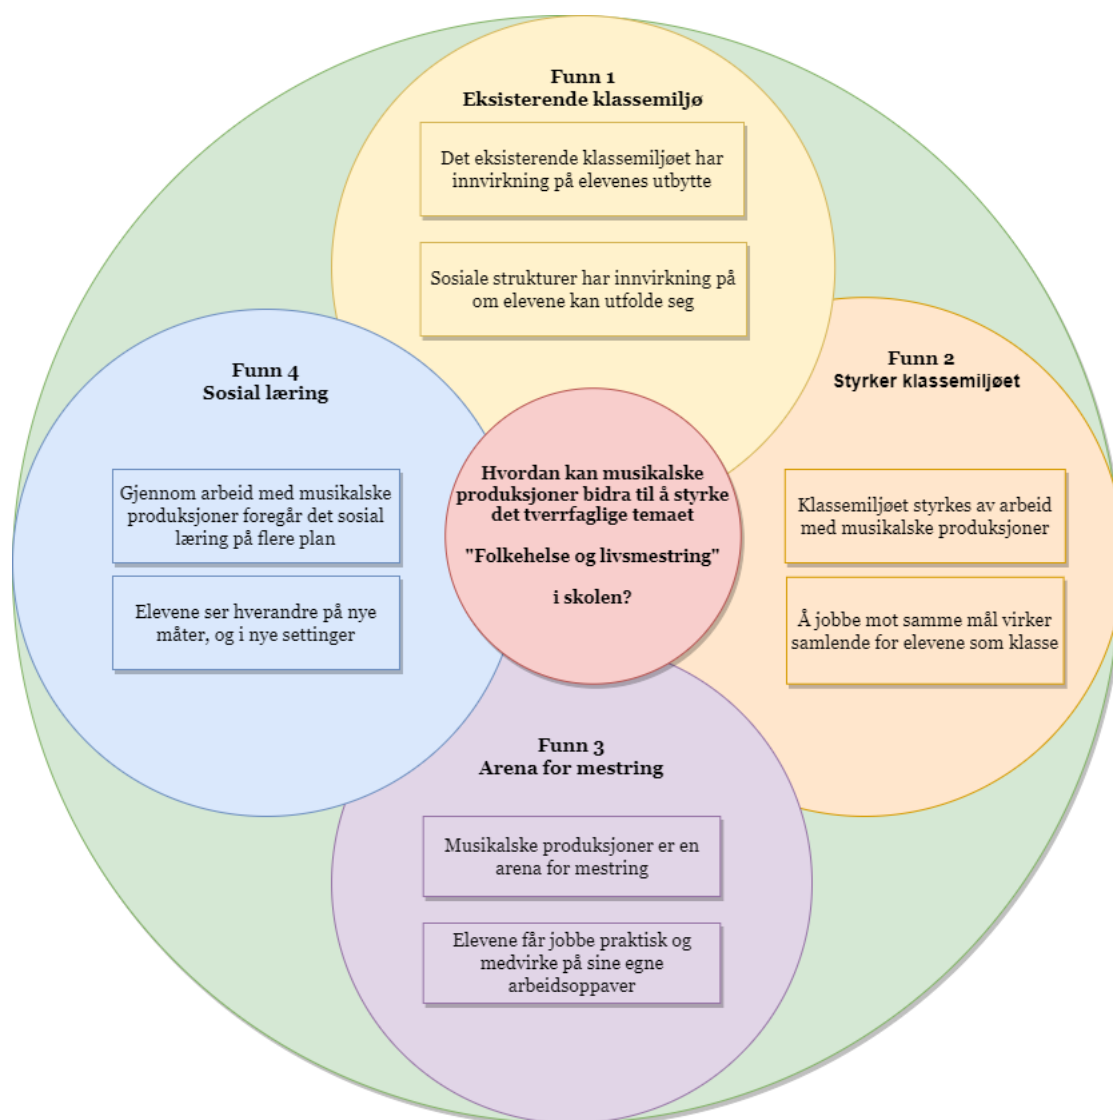 Funn 1
Eksisterende klassemiljø
Det eksisterende klassemiljøet har
innvirkning på elevenes utbytte
Sosiale strukturer har innvirkning på
om elevene kan utfolde seg
Funn 2
Styrker klassemiljøet
Klassemiljøet styrkes av arbeid
med musikalske produksjoner
Å jobbe mot samme mål virker
samlende for elevene som klasse
Funn 3
Arena for mestring
Musikalske produksjoner er en
arena for mestring
Elevene får jobbe praktisk og
medvirke på sine egne
arbeidsoppaver
Funn 4
Sosial læring
Gjennom arbeid med musikalske
produksjoner foregår det sosial
læring på flere plan
Elevene ser hverandre på nye
måter, og i nye settinger
Hvordan kan musikalske
produksjoner bidra til å styrke
det tverrfaglige temaet
"Folkehelse og livsmestring"
i skolen?